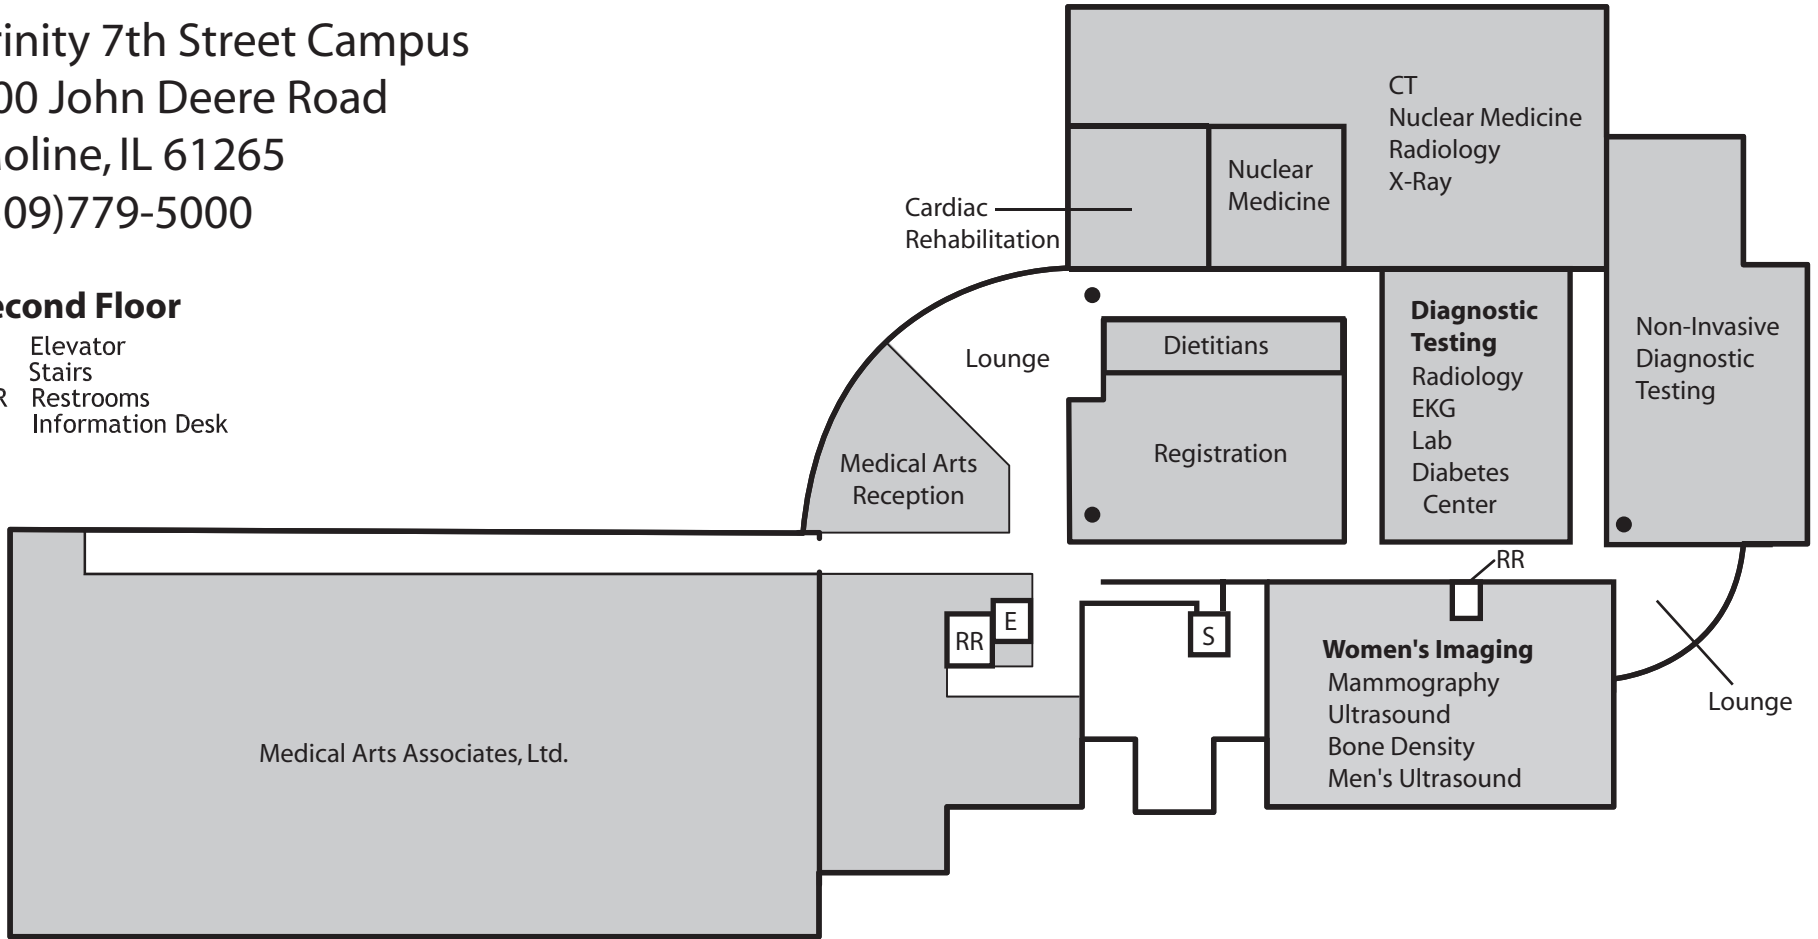 rinity 7th Street Campus
00 John Deere Road
oline, IL 61265
09)779-5000
econd Floor
Elevator
Stairs
R Restrooms
Information Desk
CT
Nuclear Medicine
Radiology
X-Ray
Nuclear
Medicine
Cardiac
Rehabilitation
Lounge
Dietitians
Diagnostic
Testing
Radiology
EKG
Lab
Diabetes
Center
Non-Invasive
Diagnostic
Testing
Medical Arts
Reception
Registration
RR
E
RR
S
Women's Imaging
Mammography
Ultrasound
Bone Density
Men's Ultrasound
Lounge
Medical Arts Associates, Ltd.